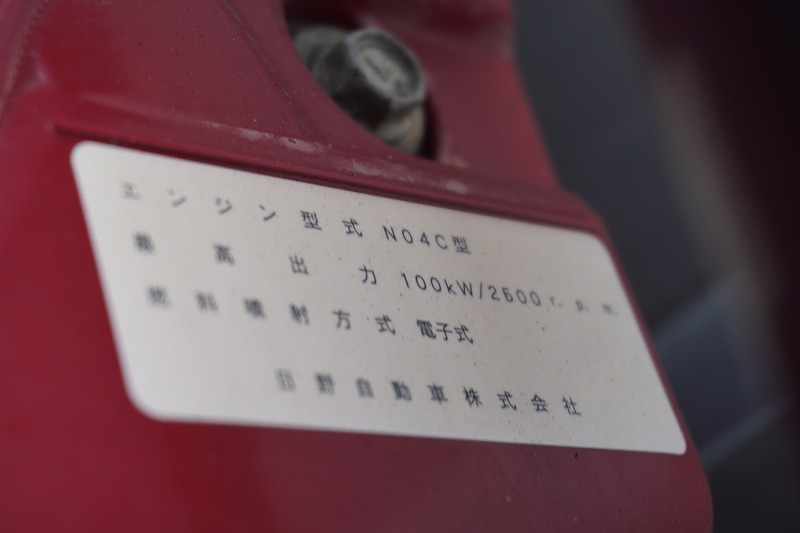 エンジン型式 N04C型
最高出力 100kW/2500r.p.m.
燃料噴射方式 電子式
日野自動車株式会社